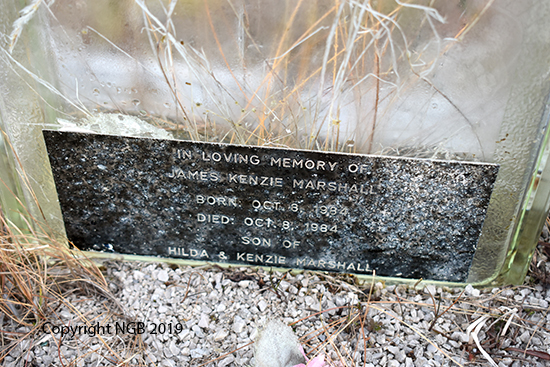 IN LOVING MEMORY OF
JAMES KENZIE MARSHALL
BORN: OCT. 8, 1984
DIED: OCT. 8, 1984
SON OF
HILDA & KENZIE MARSHALL
Copyright NGB 2019